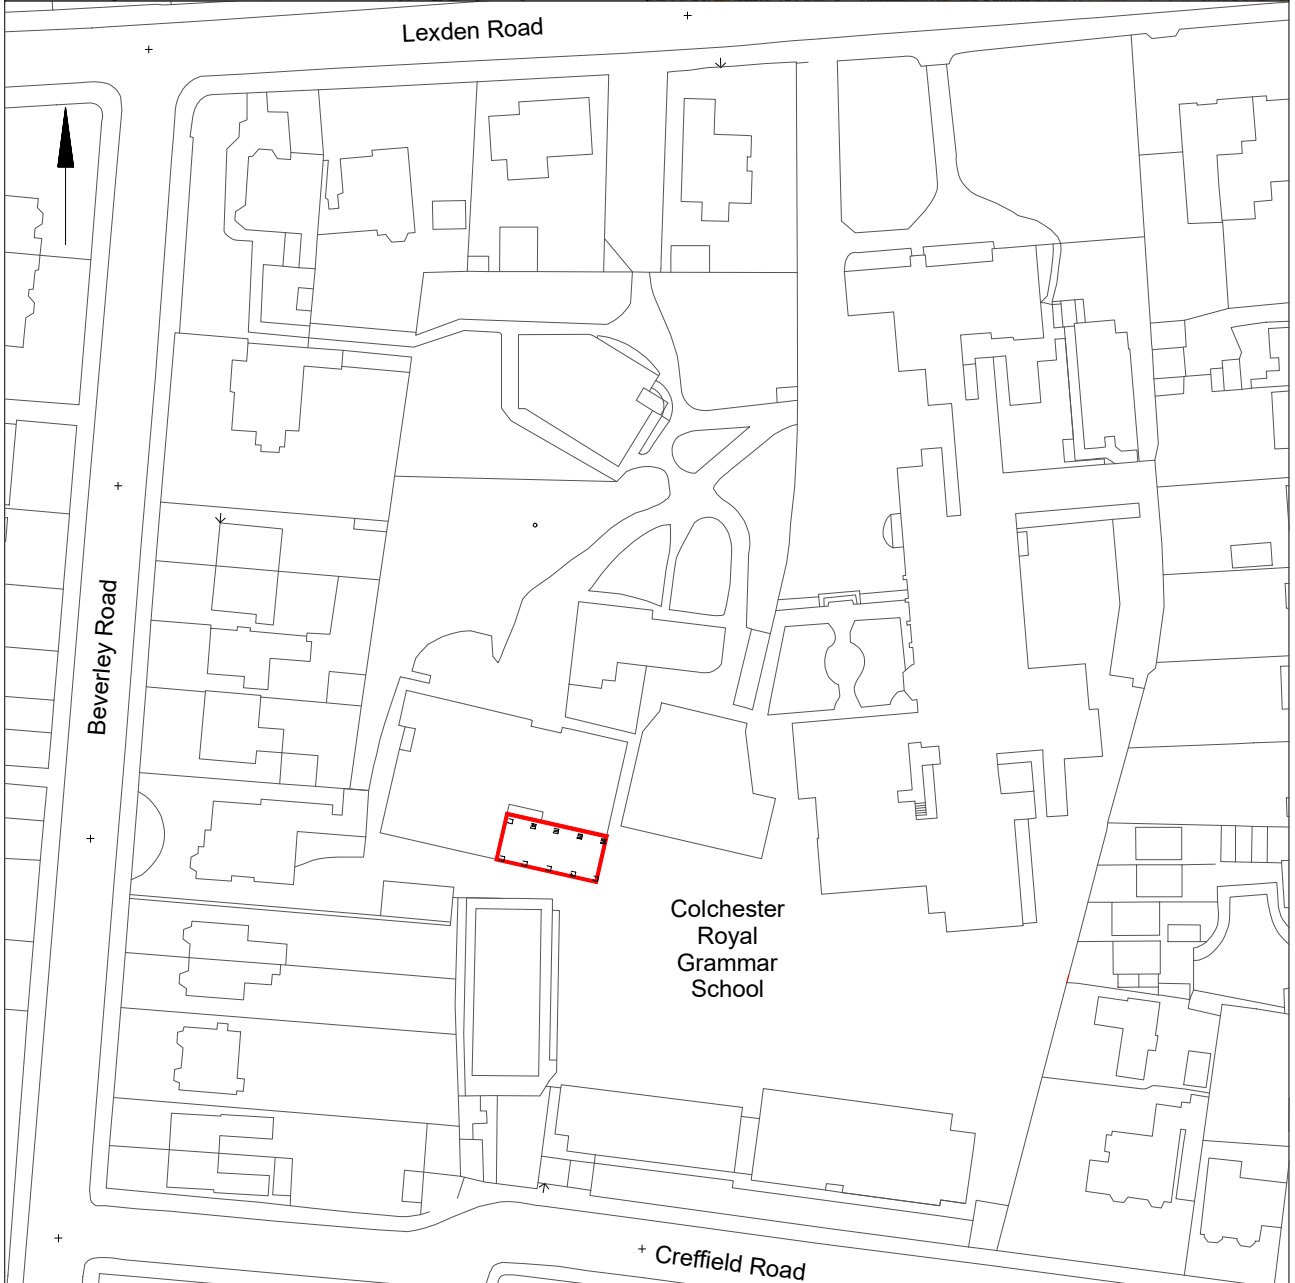 Lexden Road
Beverley Road
Colchester
Royal
Grammar
School
Creffield Road